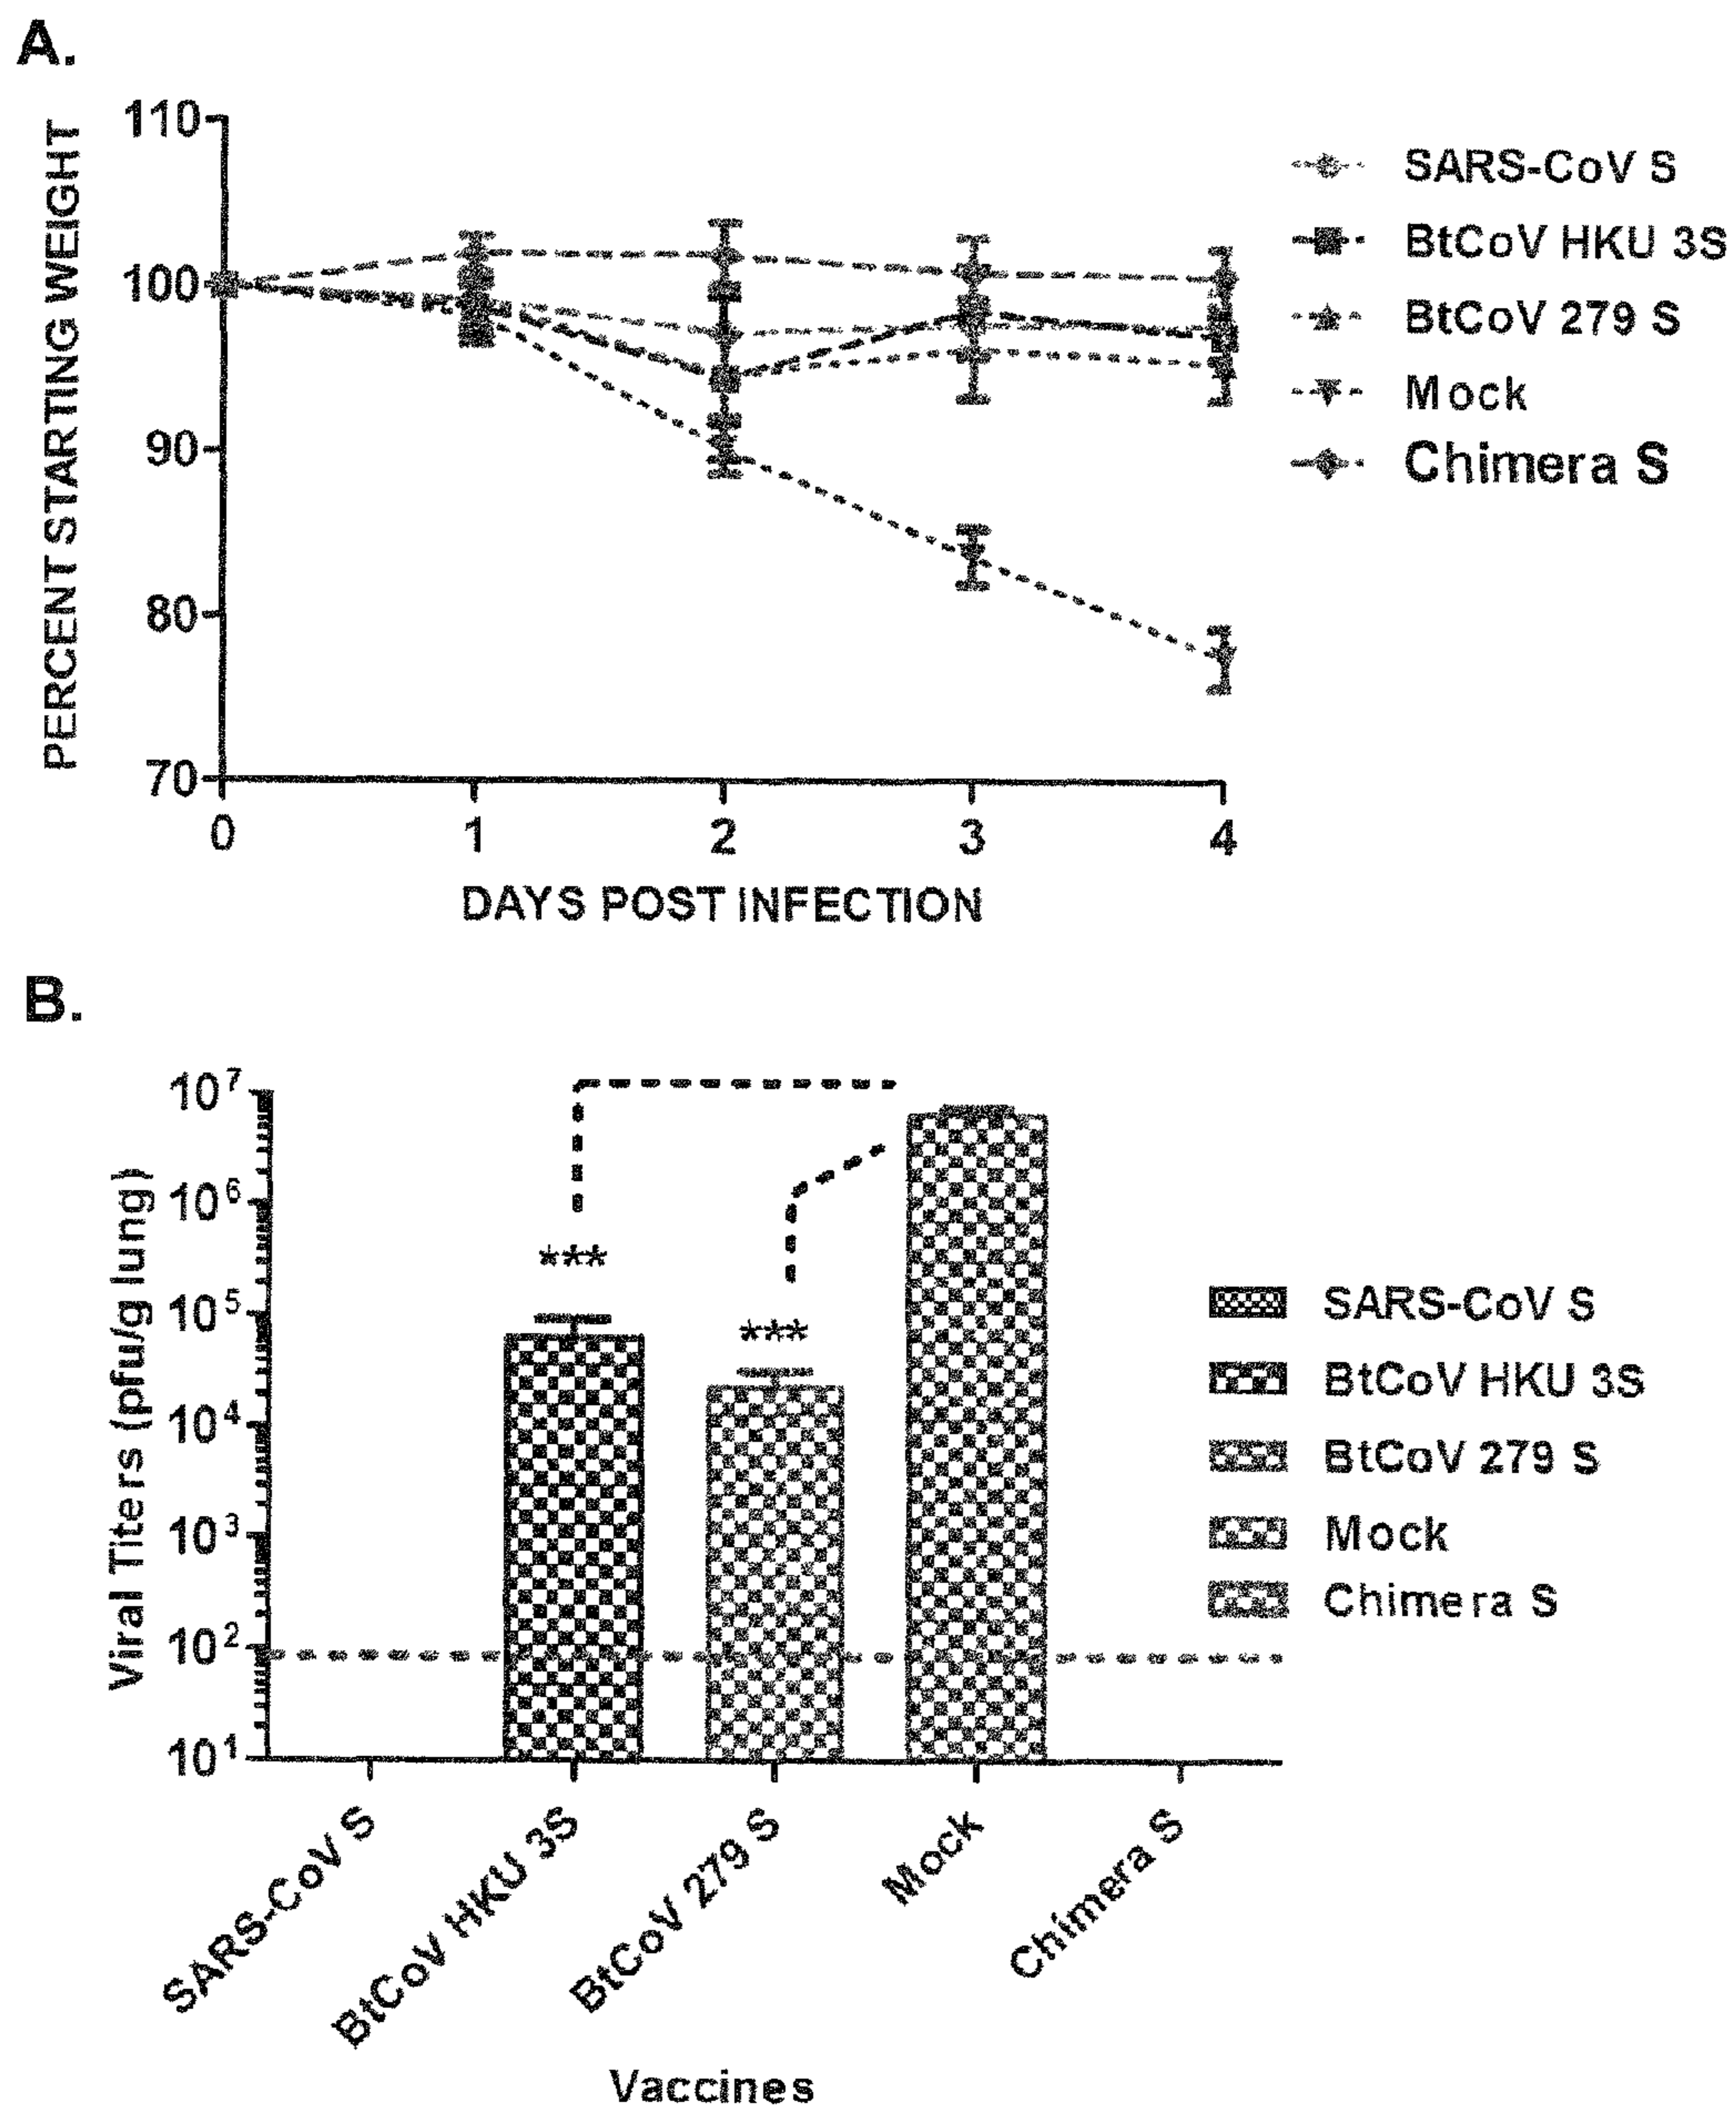 A.
PERCENT STARTING WEIGHT
110
100
90
80
70
0 1 2 3 4
DAYS POST INFECTION
SARS-CoV S
BtCoV HKU 3S
BtCoV 279 S
Mock
Chimera S
B.
Viral Titers (pfu/g lung)
10⁷
10⁶
10⁵
10⁴
10³
10²
10¹
***
***
SARS-CoV S
BtCoV HKU 3S
BtCoV 279 S
Mock
Chimera S
SARS-CoV S
BtCoV HKU 3S
BtCoV 279 S
Mock
Chimera S
Vaccines